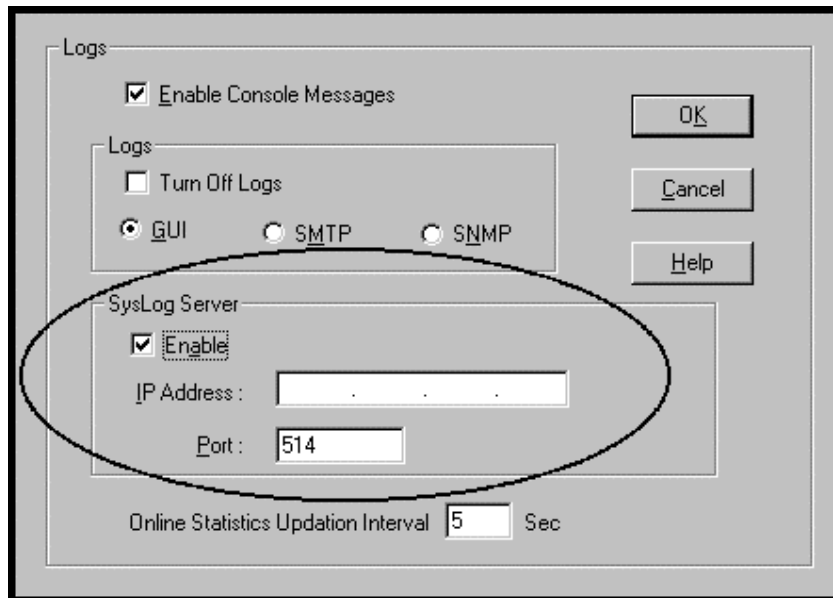 Logs
Enable Console Messages
OK
Logs
Turn Off Logs
Cancel
GUI SMTP SNMP
Help
SysLog Server
Enable
IP Address : . . .
Port : 514
Online Statistics Updation Interval 5 Sec